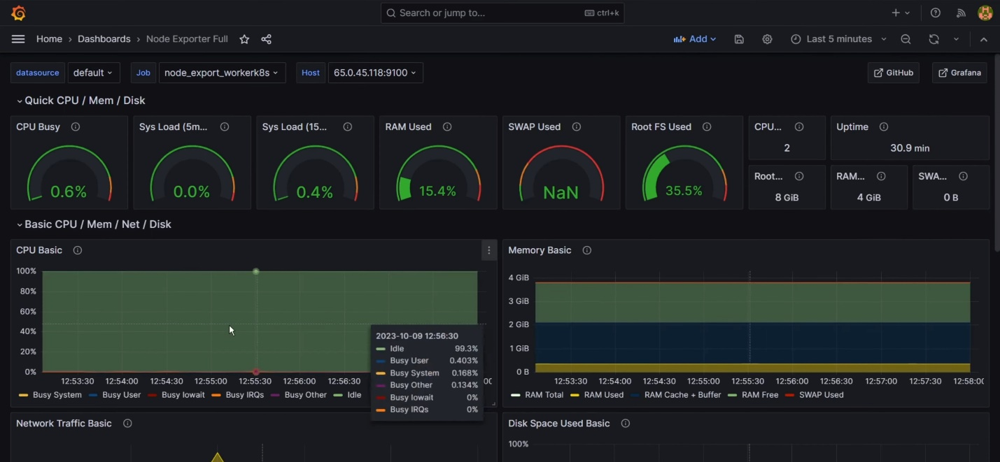 Search or jump to... ctrl+k
Home › Dashboards › Node Exporter Full Add Last 5 minutes
datasource default Job node_export_workerk8s Host 65.0.45.118:9100 GitHub Grafana
Quick CPU / Mem / Disk
CPU Busy Sys Load (5m... Sys Load (15... RAM Used SWAP Used Root FS Used CPU... Uptime
2 30.9 min
0.6% 0.0% 0.4% 15.4% NaN 35.5%
Root... RAM... SWA...
8 GiB 4 GiB 0 B
Basic CPU / Mem / Net / Disk
CPU Basic
100%
80%
60%
40%
20%
0%
12:53:30 12:54:00 12:54:30 12:55:00 12:55:30 12:56:00 12:56:30
Busy System Busy User Busy Iowait Busy IRQs Busy Other Idle
2023-10-09 12:56:30
Idle 99.3%
Busy User 0.403%
Busy System 0.168%
Busy Other 0.134%
Busy Iowait 0%
Busy IRQs 0%
Memory Basic
4 GiB
3 GiB
2 GiB
1 GiB
0 B
12:53:30 12:54:00 12:54:30 12:55:00 12:55:30 12:56:00 12:56:30 12:57:00 12:57:30 12:58:00
RAM Total RAM Used RAM Cache + Buffer RAM Free SWAP Used
Network Traffic Basic
Disk Space Used Basic
100%